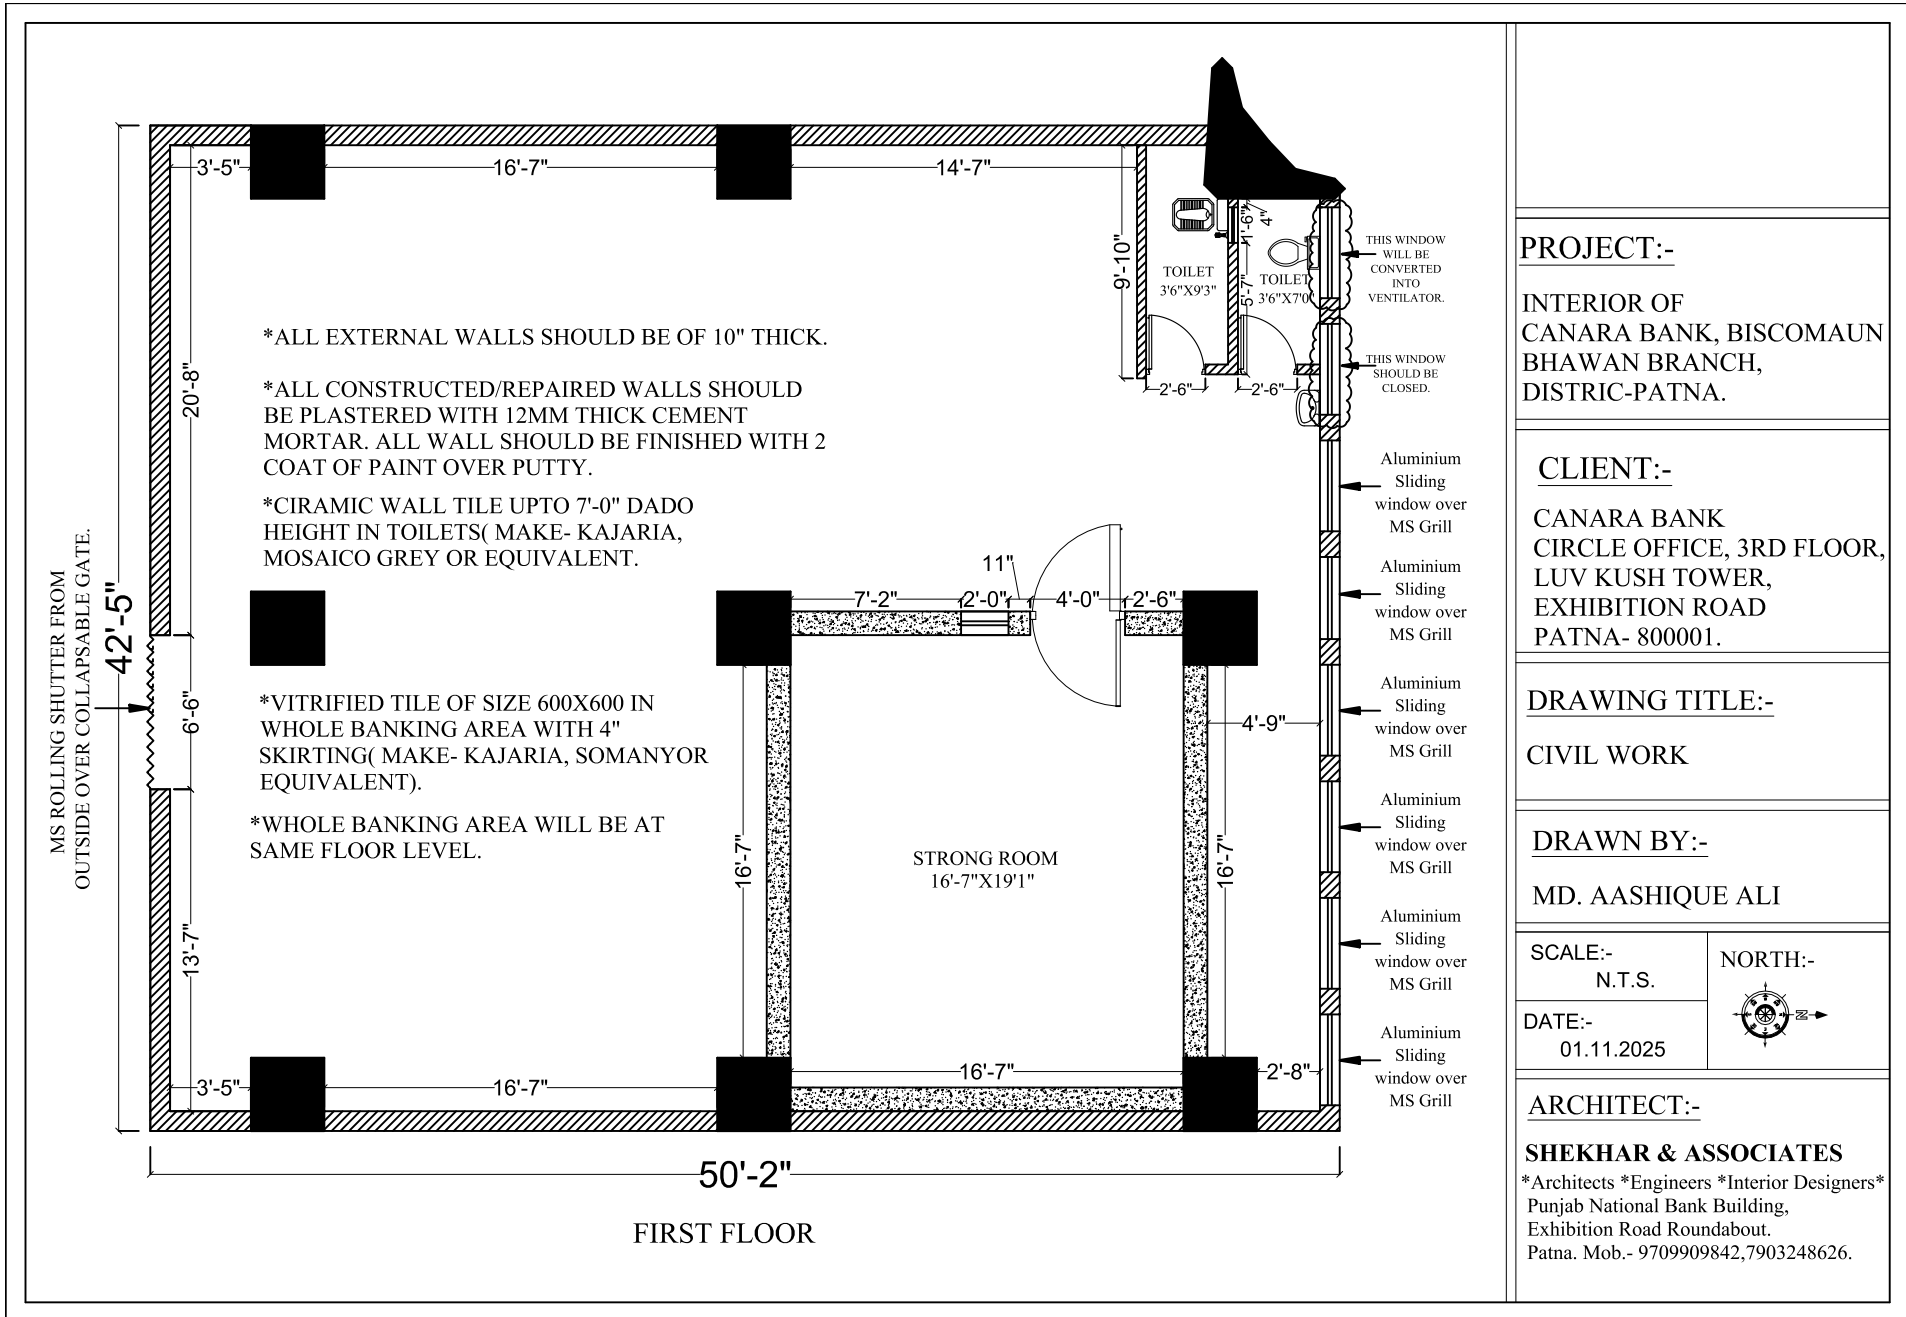 3'-5"
16'-7"
14'-7"
9'-10"
1'-6"
4"
5'-7"
TOILET
3'6"X9'3"
TOILET
3'6"X7'0"
2'-6"
2'-6"
THIS WINDOW
WILL BE
CONVERTED
INTO
VENTILATOR.
THIS WINDOW
SHOULD BE
CLOSED.
*ALL EXTERNAL WALLS SHOULD BE OF 10" THICK.
*ALL CONSTRUCTED/REPAIRED WALLS SHOULD
BE PLASTERED WITH 12MM THICK CEMENT
MORTAR. ALL WALL SHOULD BE FINISHED WITH 2
COAT OF PAINT OVER PUTTY.
*CIRAMIC WALL TILE UPTO 7'-0" DADO
HEIGHT IN TOILETS( MAKE- KAJARIA,
MOSAICO GREY OR EQUIVALENT.
20'-8"
42'-5"
6'-6"
13'-7"
MS ROLLING SHUTTER FROM
OUTSIDE OVER COLLAPSABLE GATE.
11"
7'-2"
2'-0"
4'-0"
2'-6"
*VITRIFIED TILE OF SIZE 600X600 IN
WHOLE BANKING AREA WITH 4"
SKIRTING( MAKE- KAJARIA, SOMANYOR
EQUIVALENT).
*WHOLE BANKING AREA WILL BE AT
SAME FLOOR LEVEL.
4'-9"
16'-7"
STRONG ROOM
16'-7"X19'1"
16'-7"
3'-5"
16'-7"
16'-7"
2'-8"
Aluminium
Sliding
window over
MS Grill
Aluminium
Sliding
window over
MS Grill
Aluminium
Sliding
window over
MS Grill
Aluminium
Sliding
window over
MS Grill
Aluminium
Sliding
window over
MS Grill
Aluminium
Sliding
window over
MS Grill
50'-2"
FIRST FLOOR
PROJECT:-
INTERIOR OF
CANARA BANK, BISCOMAUN
BHAWAN BRANCH,
DISTRIC-PATNA.
CLIENT:-
CANARA BANK
CIRCLE OFFICE, 3RD FLOOR,
LUV KUSH TOWER,
EXHIBITION ROAD
PATNA- 800001.
DRAWING TITLE:-
CIVIL WORK
DRAWN BY:-
MD. AASHIQUE ALI
SCALE:-
N.T.S.
NORTH:-
N
DATE:-
01.11.2025
ARCHITECT:-
SHEKHAR & ASSOCIATES
*Architects *Engineers *Interior Designers*
Punjab National Bank Building,
Exhibition Road Roundabout.
Patna. Mob.- 9709909842,7903248626.